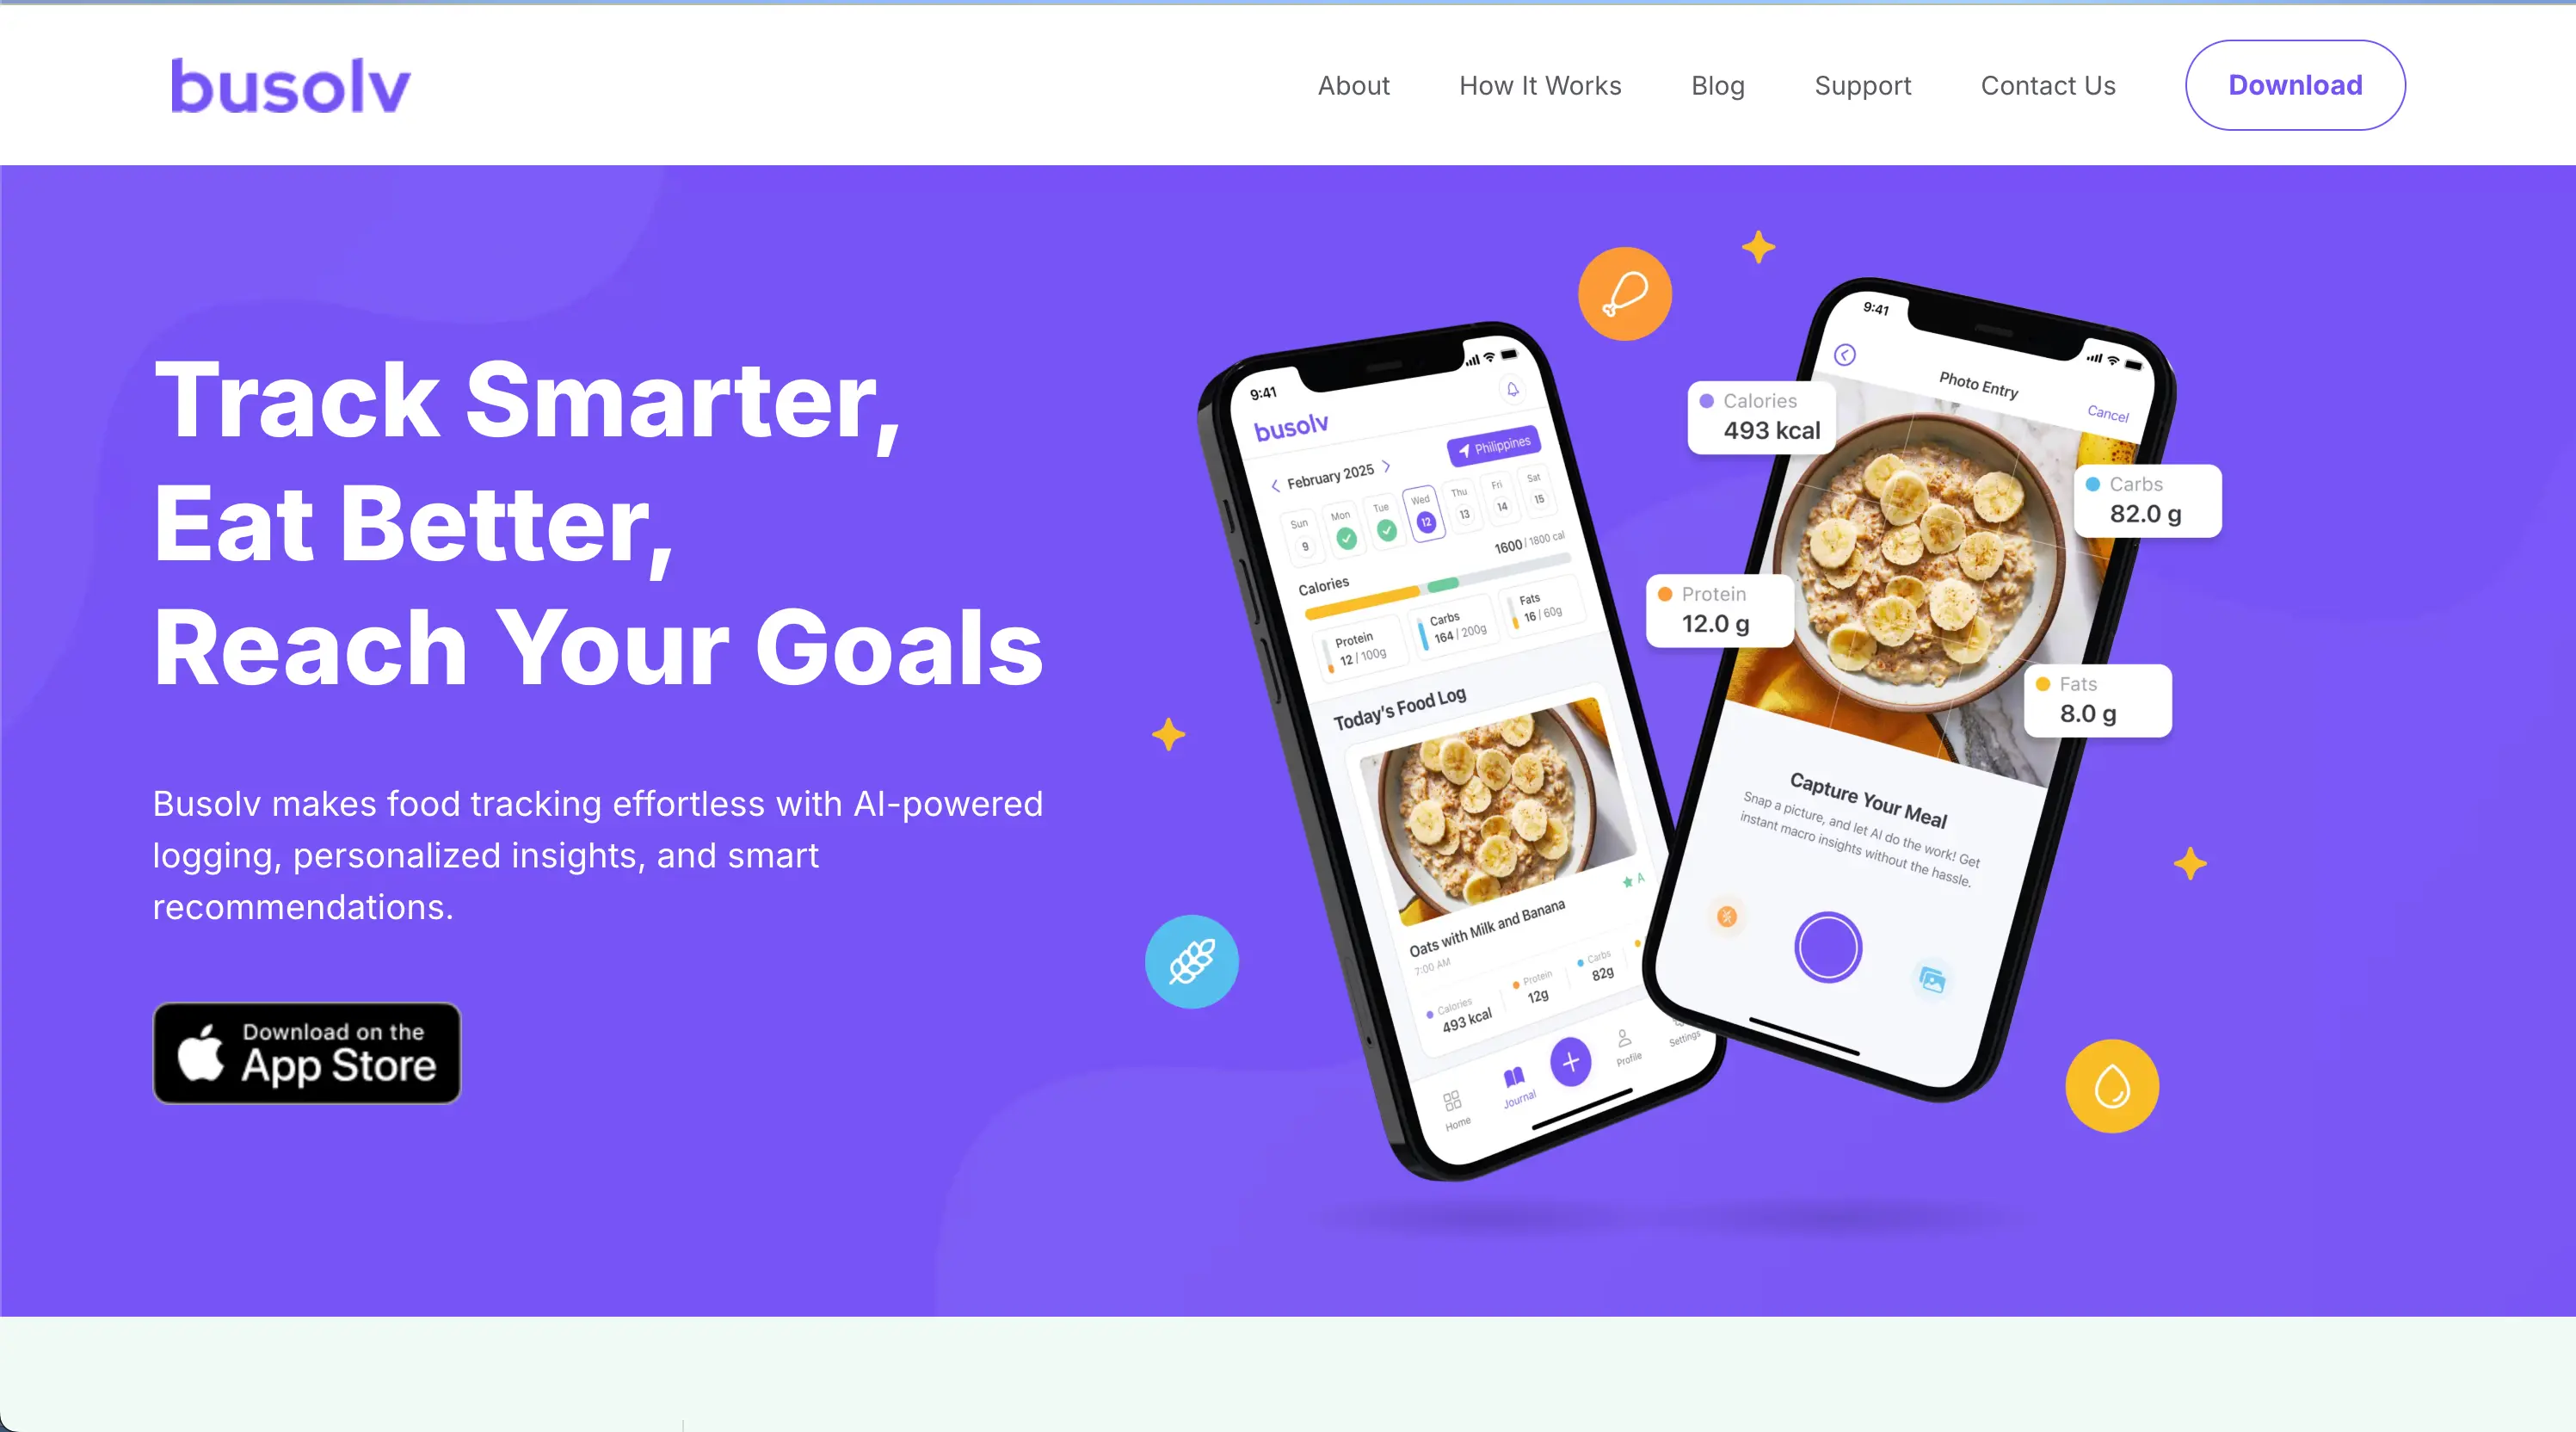 busolv
About
How It Works
Blog
Support
Contact Us
Download
Track Smarter,
Eat Better,
Reach Your Goals
Busolv makes food tracking effortless with AI-powered
logging, personalized insights, and smart
recommendations.
Download on the
App Store
9:41
busolv
February 2025
Philippines
Sun
Mon
Tue
Wed
Thu
Fri
Sat
9
12
13
14
15
Calories
1600 / 1800 cal
Protein
12 / 100g
Carbs
164 / 200g
Fats
16 / 60g
Today's Food Log
A
Oats with Milk and Banana
7:00 AM
Calories
493 kcal
Protein
12g
Carbs
82g
Home
Journal
Profile
Settings
9:41
Photo Entry
Cancel
Calories
493 kcal
Carbs
82.0 g
Protein
12.0 g
Fats
8.0 g
Capture Your Meal
Snap a picture, and let AI do the work! Get
instant macro insights without the hassle.